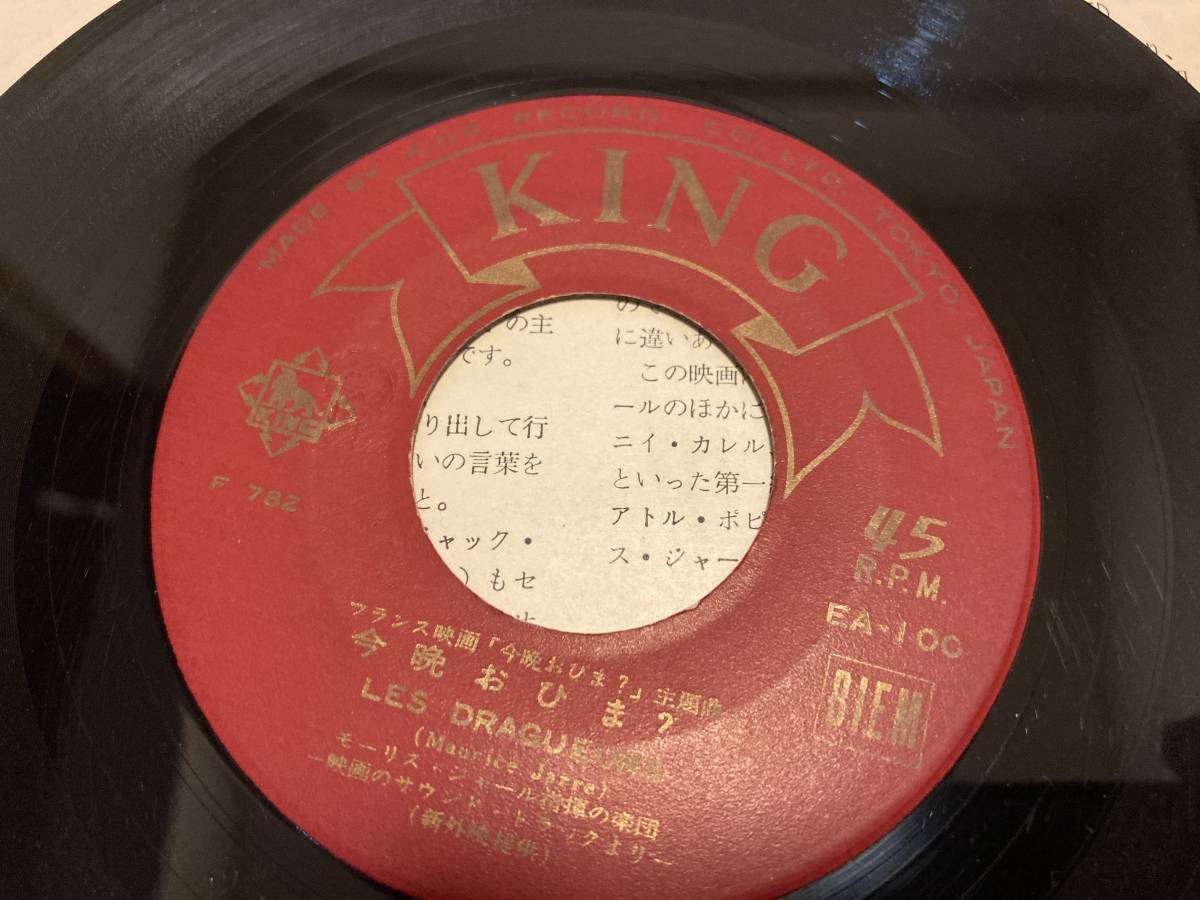 MADE BY KING RECORD CO., LTD. TOKYO JAPAN
KING
KING
F 782
45
R.P.M.
EA-100
BIEM
フランス映画「今晩おひま?」主題曲
今晩おひま?
LES DRAGUEURS
(Maurice Jarre)
モーリス・ジャール指揮の楽団
—映画のサウンド・トラックより—
(新外映提供)
の主
です。
り出して行
いの言葉を
と。
ジャック・
)もセ
に違いあ
この映画
ールのほかに
ニイ・カレル
といった第一
アトル・ポピ
ス・ジャー